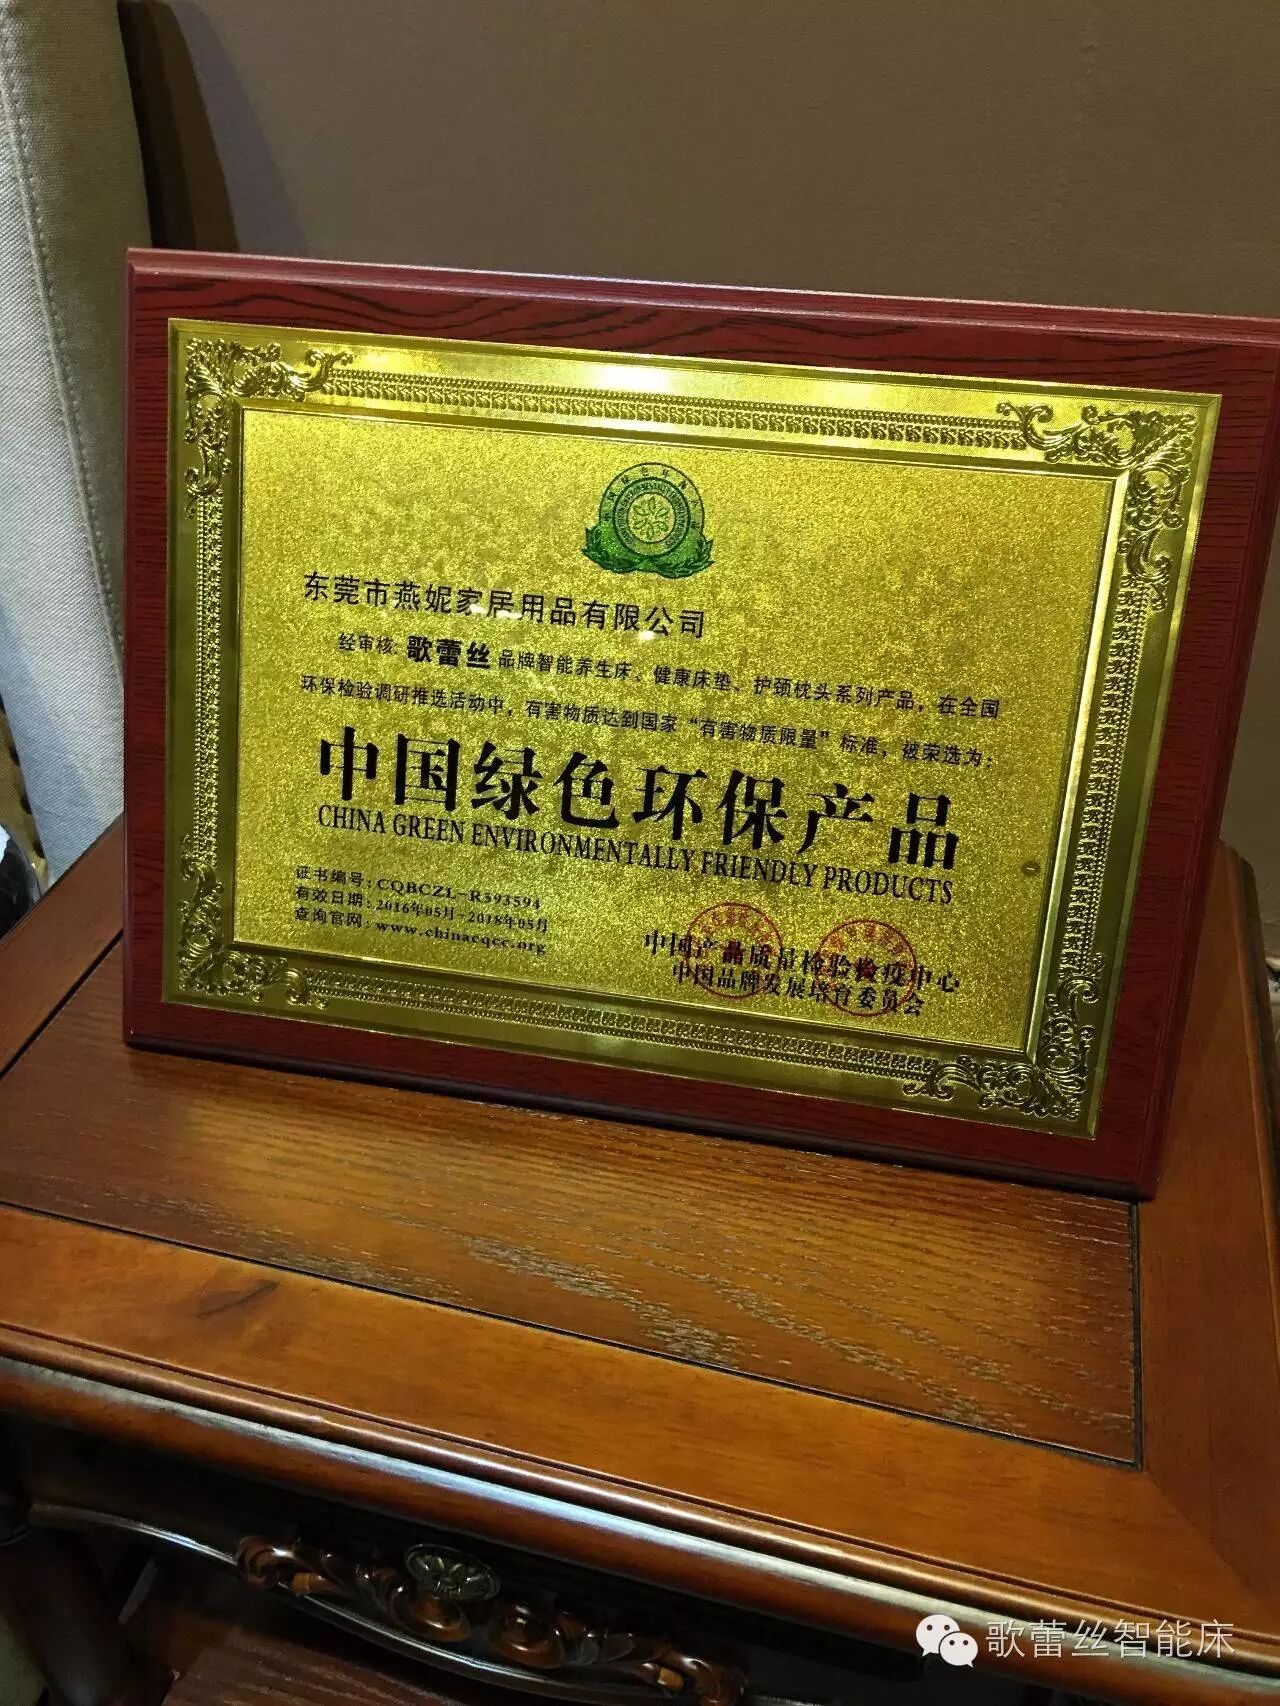 东莞市燕妮家居用品有限公司
经审核：歌蕾丝 品牌智能养生床、健康床垫、护颈枕头系列产品，在全国
环保检验调研推选活动中，有害物质达到国家“有害物质限量”标准，被荣选为：
中国绿色环保产品
CHINA GREEN ENVIRONMENTALLY FRIENDLY PRODUCTS
证书编号：CQBCZL-R593594
有效日期：2016年05月-2018年05月
查询官网：www.chinacqcc.org
中国产品质量检验检疫中心
中国品牌发展培育委员会
歌蕾丝智能床